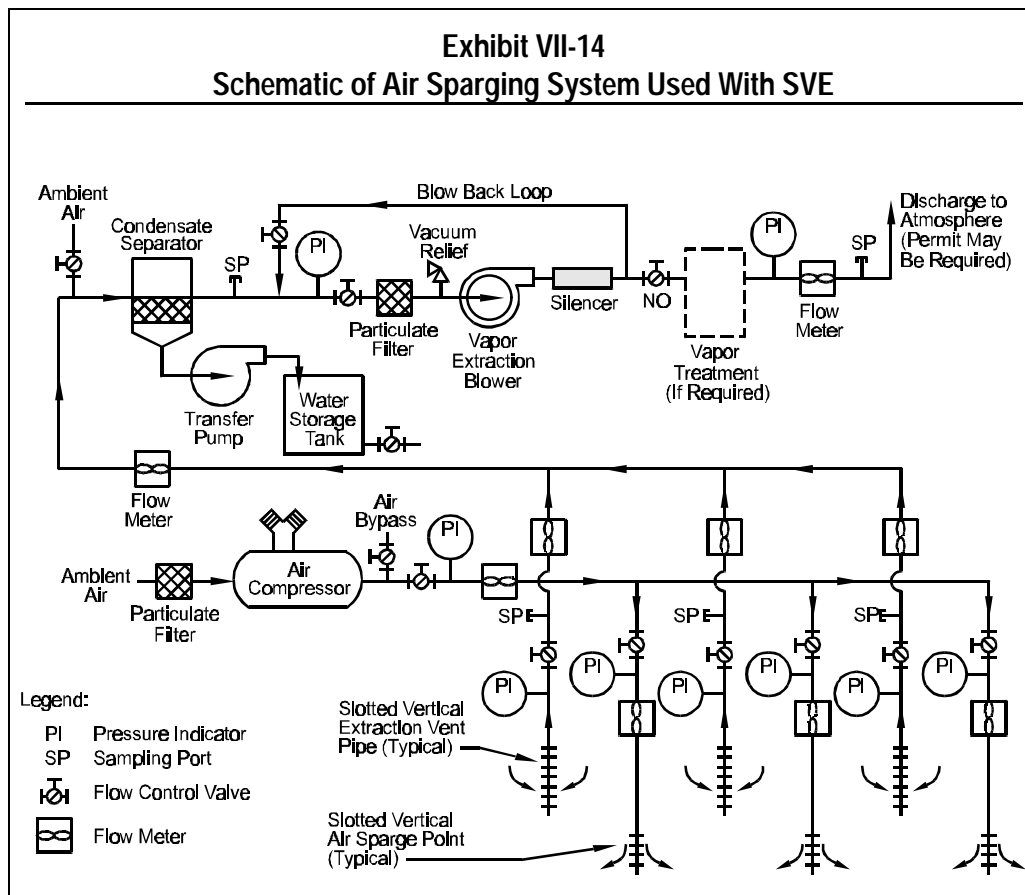 Exhibit VII-14
Schematic of Air Sparging System Used With SVE
Ambient
Air
Condensate
Separator
SP
Blow Back Loop
PI
Vacuum
Relief
Particulate
Filter
Vapor
Extraction
Blower
Silencer
NO
Vapor
Treatment
(If Required)
PI
Flow
Meter
SP
Discharge to
Atmosphere
(Permit May
Be Required)
Transfer
Pump
Water
Storage
Tank
Flow
Meter
Ambient
Air
Particulate
Filter
Air
Compressor
Air
Bypass
PI
SP
SP
SP
PI
PI
PI
PI
PI
PI
Slotted Vertical
Extraction Vent
Pipe (Typical)
Slotted Vertical
Air Sparge Point
(Typical)
Legend:
PI Pressure Indicator
SP Sampling Port
Flow Control Valve
Flow Meter